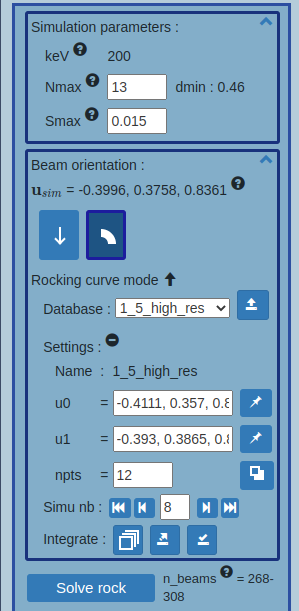 Simulation parameters :
keV ? 200
Nmax ? 13 dmin : 0.46
Smax ? 0.015
Beam orientation :
u_sim = -0.3996, 0.3758, 0.8361 ?
Rocking curve mode
Database : 1_5_high_res
Settings :
Name : 1_5_high_res
u0 = -0.4111, 0.357, 0.8
u1 = -0.393, 0.3865, 0.8
npts = 12
Simu nb : 8
Integrate :
Solve rock n_beams ? = 268-
308